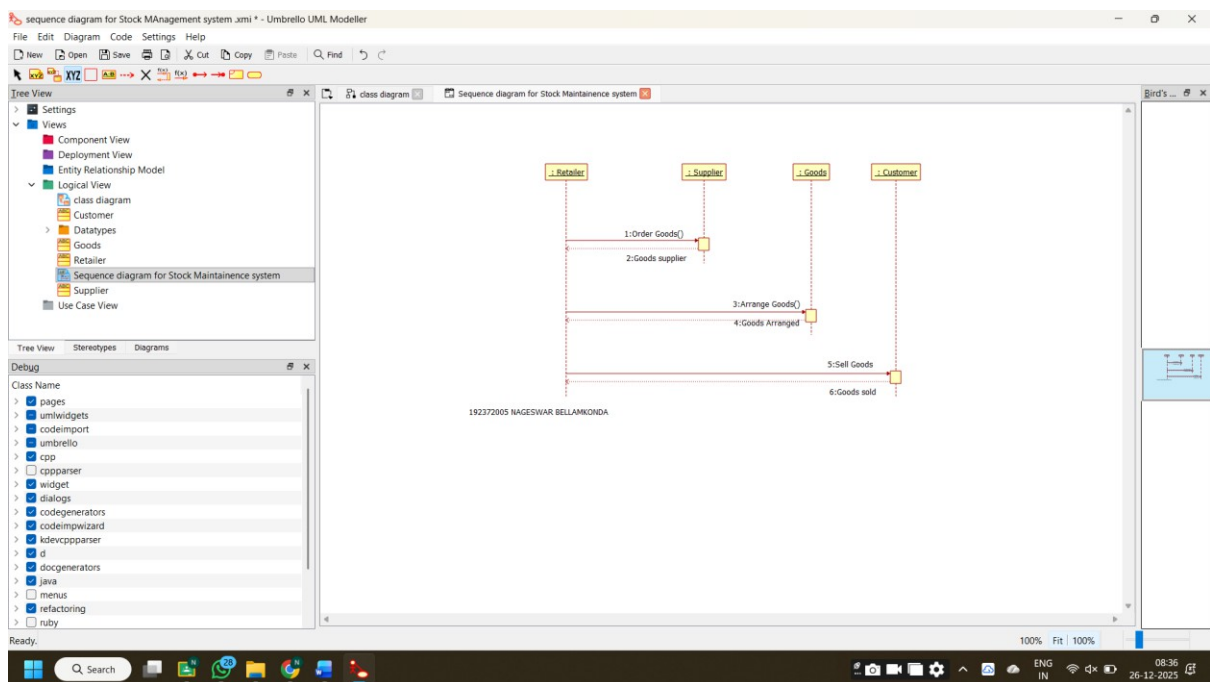 sequence diagram for Stock MAnagement system .xmi * - Umbrello UML Modeller
File Edit Diagram Code Settings Help
New Open Save Cut Copy Paste Find
XYZ A:B f(x)
Tree View
class diagram Sequence diagram for Stock Maintainence system
Bird's ...
Settings
Views
Component View
Deployment View
Entity Relationship Model
Logical View
class diagram
Customer
Datatypes
Goods
Retailer
Sequence diagram for Stock Maintainence system
Supplier
Use Case View
Tree View Stereotypes Diagrams
: Retailer : Supplier : Goods : Customer
1:Order Goods()
2:Goods supplier
3:Arrange Goods()
4:Goods Arranged
5:Sell Goods
6:Goods sold
192372005 NAGESWAR BELLAMKONDA
Debug
Class Name
pages
umlwidgets
codeimport
umbrello
cpp
cppparser
widget
dialogs
codegenerators
codeimpwizard
kdevcppparser
d
docgenerators
java
menus
refactoring
ruby
Ready.
100% Fit 100%
Search
28
ENG
IN
08:36
26-12-2025